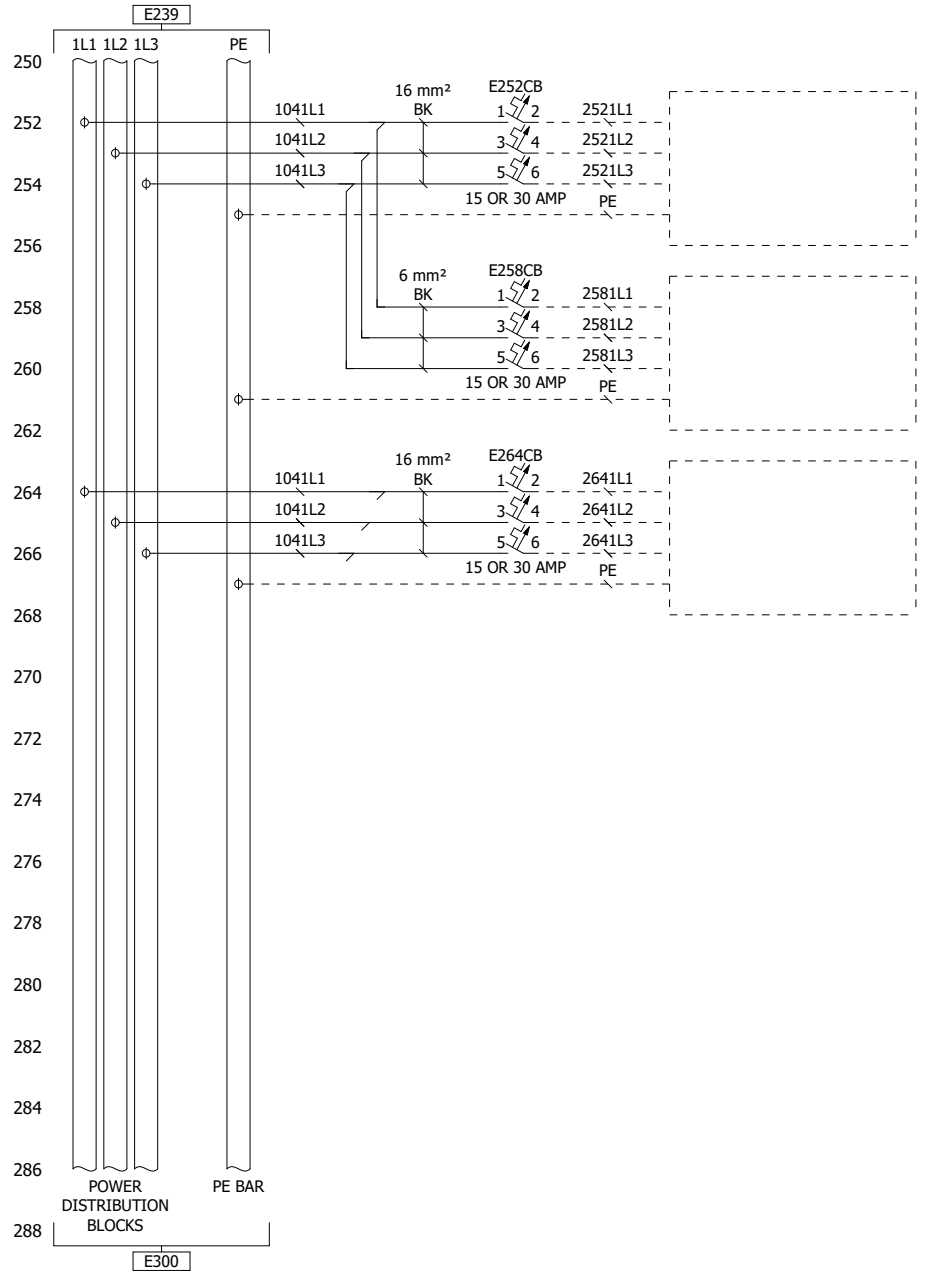 E239
1L1 1L2 1L3 PE
250
16 mm² E252CB
1041L1 BK 1 2 2521L1
252
1041L2 3 4 2521L2
1041L3 5 6 2521L3
254
15 OR 30 AMP PE
256
6 mm² E258CB
BK 1 2 2581L1
258
3 4 2581L2
5 6 2581L3
260
15 OR 30 AMP PE
262
16 mm² E264CB
1041L1 BK 1 2 2641L1
264
1041L2 3 4 2641L2
1041L3 5 6 2641L3
266
15 OR 30 AMP PE
268
270
272
274
276
278
280
282
284
286
POWER PE BAR
DISTRIBUTION
BLOCKS
288
E300